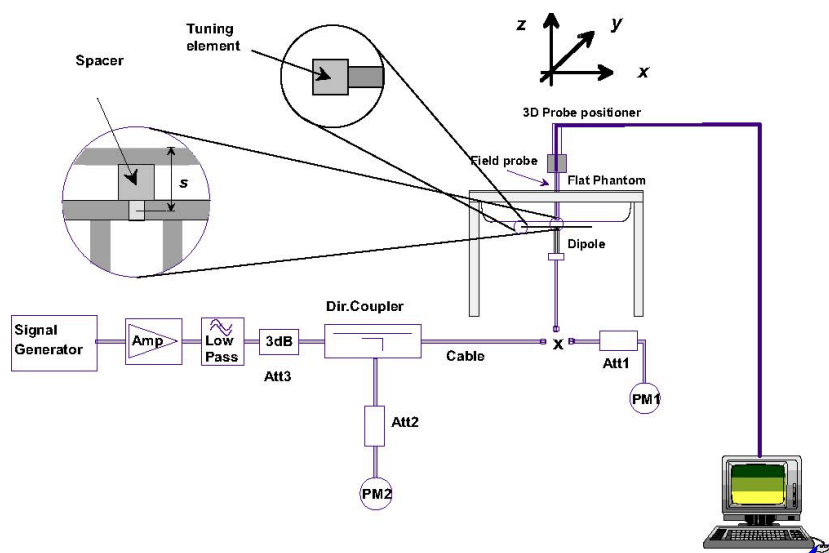 Tuning
element
Spacer
s
z
y
x
3D Probe positioner
Field probe
Flat Phantom
Dipole
Dir.Coupler
Signal
Generator
Amp
Low
Pass
3dB
Att3
Cable
x
Att1
PM1
Att2
PM2